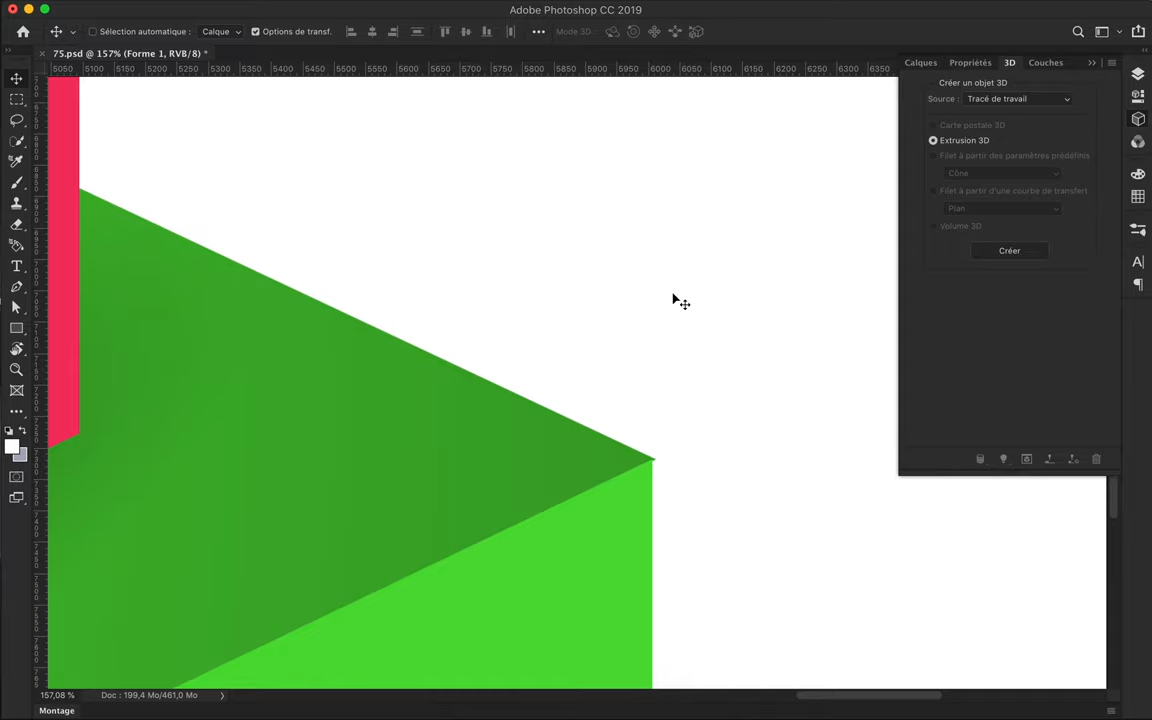 Adobe Photoshop CC 2019
Sélection automatique : Calque Options de transf. Mode 3D :
75.psd @ 157% (Forme 1, RVB/8) *
5050 5100 5150 5200 5250 5300 5350 5400 5450 5500 5550 5600 5650 5700 5750 5800 5850 5900 5950 6000 6050 6100 6150 6200 6250 6300 6350
Calques Propriétés 3D Couches
Créer un objet 3D
Source : Tracé de travail
Carte postale 3D
Extrusion 3D
Filet à partir des paramètres prédéfinis
Cône
Filet à partir d'une courbe de transfert
Plan
Volume 3D
Créer
157,08 % Doc : 199,4 Mo/461,0 Mo
Montage